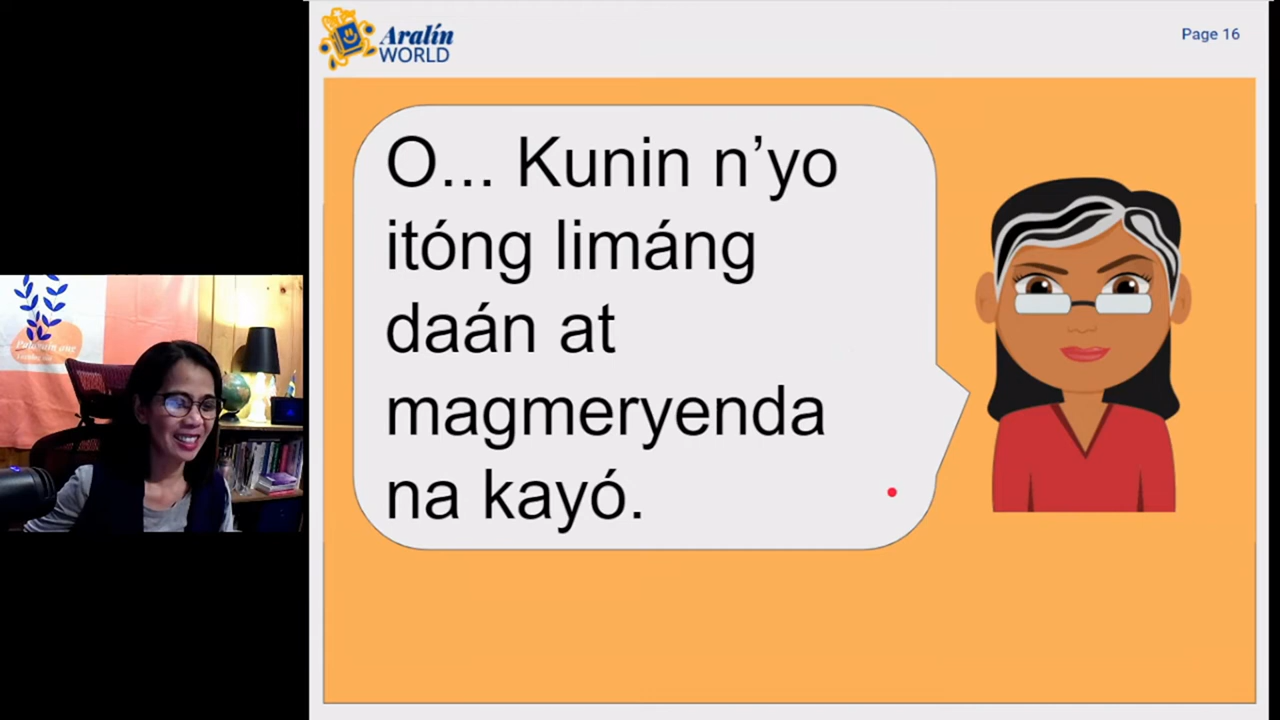 Aralín
WORLD
Page 16
O... Kunin n’yo
itóng limáng
daán at
magmeryenda
na kayó.